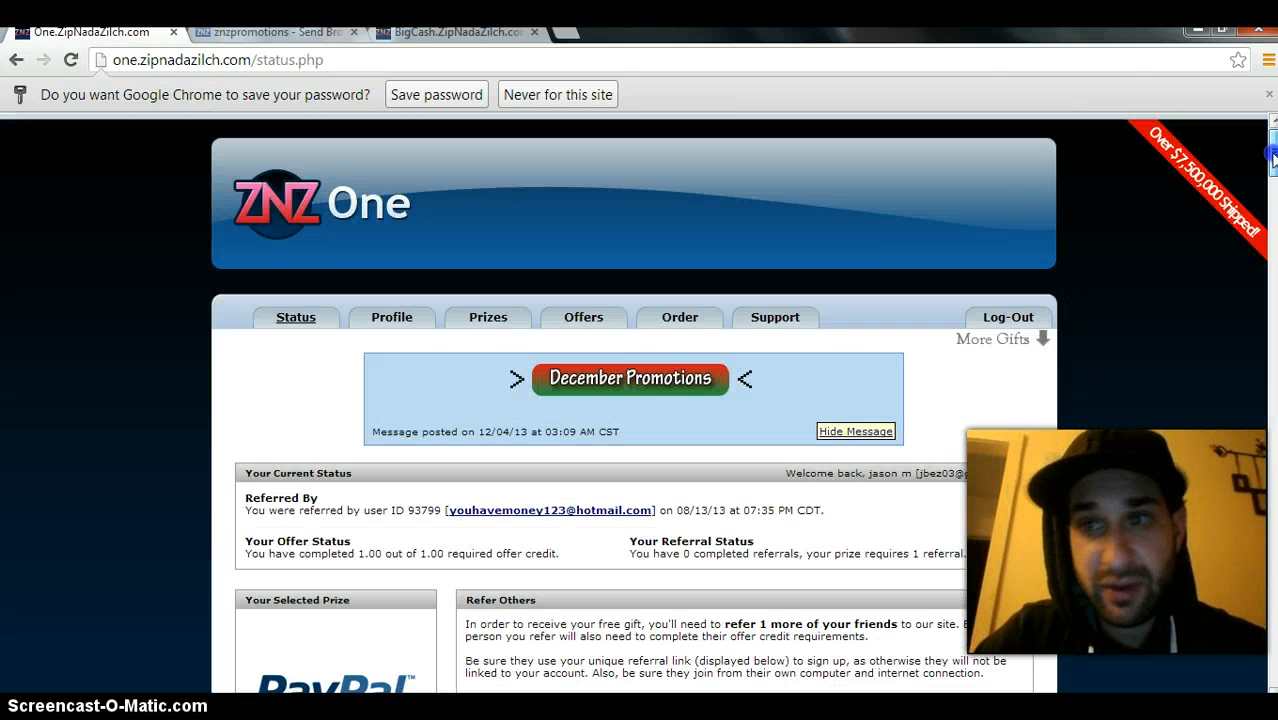 One.ZipNadaZilch.com
znzpromotions - Send Bro
BigCash.ZipNadaZilch.cor
one.zipnadazilch.com/status.php
Do you want Google Chrome to save your password? Save password Never for this site
Over $7,500,000 Shipped!
ZNZ One
Status Profile Prizes Offers Order Support Log-Out
More Gifts
> December Promotions <
Message posted on 12/04/13 at 03:09 AM CST Hide Message
Your Current Status Welcome back, jason m [jbez03@g
Referred By
You were referred by user ID 93799 [youhavemoney123@hotmail.com] on 08/13/13 at 07:35 PM CDT.
Your Offer Status Your Referral Status
You have completed 1.00 out of 1.00 required offer credit. You have 0 completed referrals, your prize requires 1 referral.
Your Selected Prize Refer Others
In order to receive your free gift, you'll need to refer 1 more of your friends to our site.
person you refer will also need to complete their offer credit requirements.
Be sure they use your unique referral link (displayed below) to sign up, as otherwise they will not be
linked to your account. Also, be sure they join from their own computer and internet connection.
PayPal™
Screencast-O-Matic.com